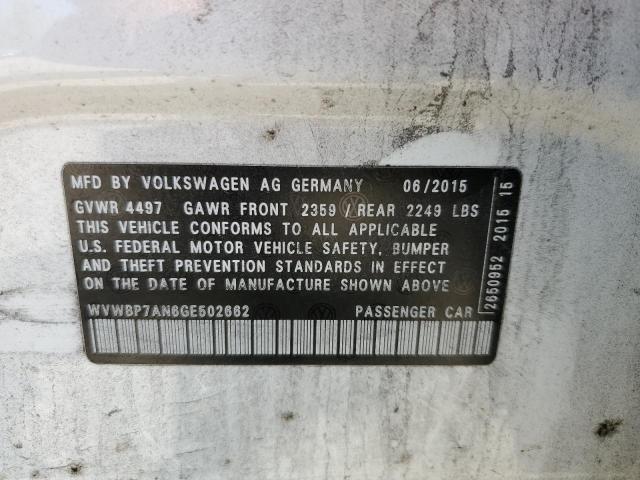 MFD BY VOLKSWAGEN AG GERMANY 06/2015
GVWR 4497 GAWR FRONT 2359 / REAR 2249 LBS
THIS VEHICLE CONFORMS TO ALL APPLICABLE
U.S. FEDERAL MOTOR VEHICLE SAFETY, BUMPER
AND THEFT PREVENTION STANDARDS IN EFFECT
ON THE DATE OF MANUFACTURE SHOWN ABOVE
WVWBP7AN6GE502662 PASSENGER CAR
2650952 2015 15